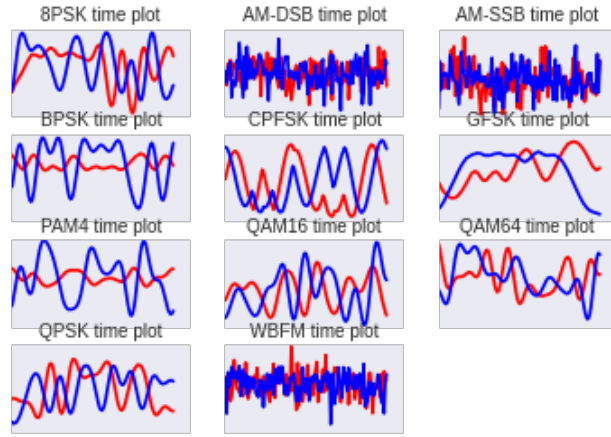 8PSK time plot AM-DSB time plot AM-SSB time plot
BPSK time plot CPFSK time plot GFSK time plot
PAM4 time plot QAM16 time plot QAM64 time plot
QPSK time plot WBFM time plot